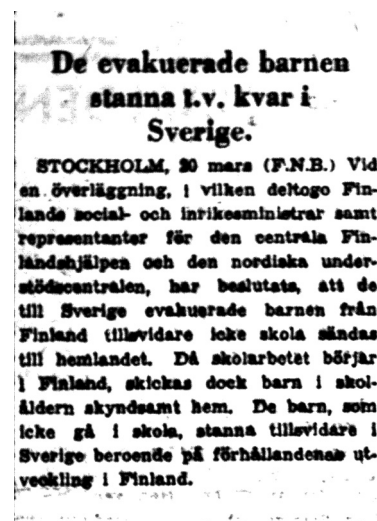 De evakuerade barnen
stanna t.v. kvar i
Sverige.
STOCKHOLM, 20 mars (F.N.B.) Vid
en överläggning, i vilken deltogo Fin-
lands social- och inrikesministrar samt
representanter för den centrala Fin-
landshjälpen och den nordiska under-
stödscentralen, har beslutats, att de
till Sverige evakuerade barnen från
Finland tillsvidare icke skola sändas
till hemlandet. Då skolarbetet börjar
i Finland, skickas dock barn i skol-
åldern skyndsamt hem. De barn, som
icke gå i skola, stanna tillsvidare i
Sverige beroende på förhållandenas ut-
veckling i Finland.